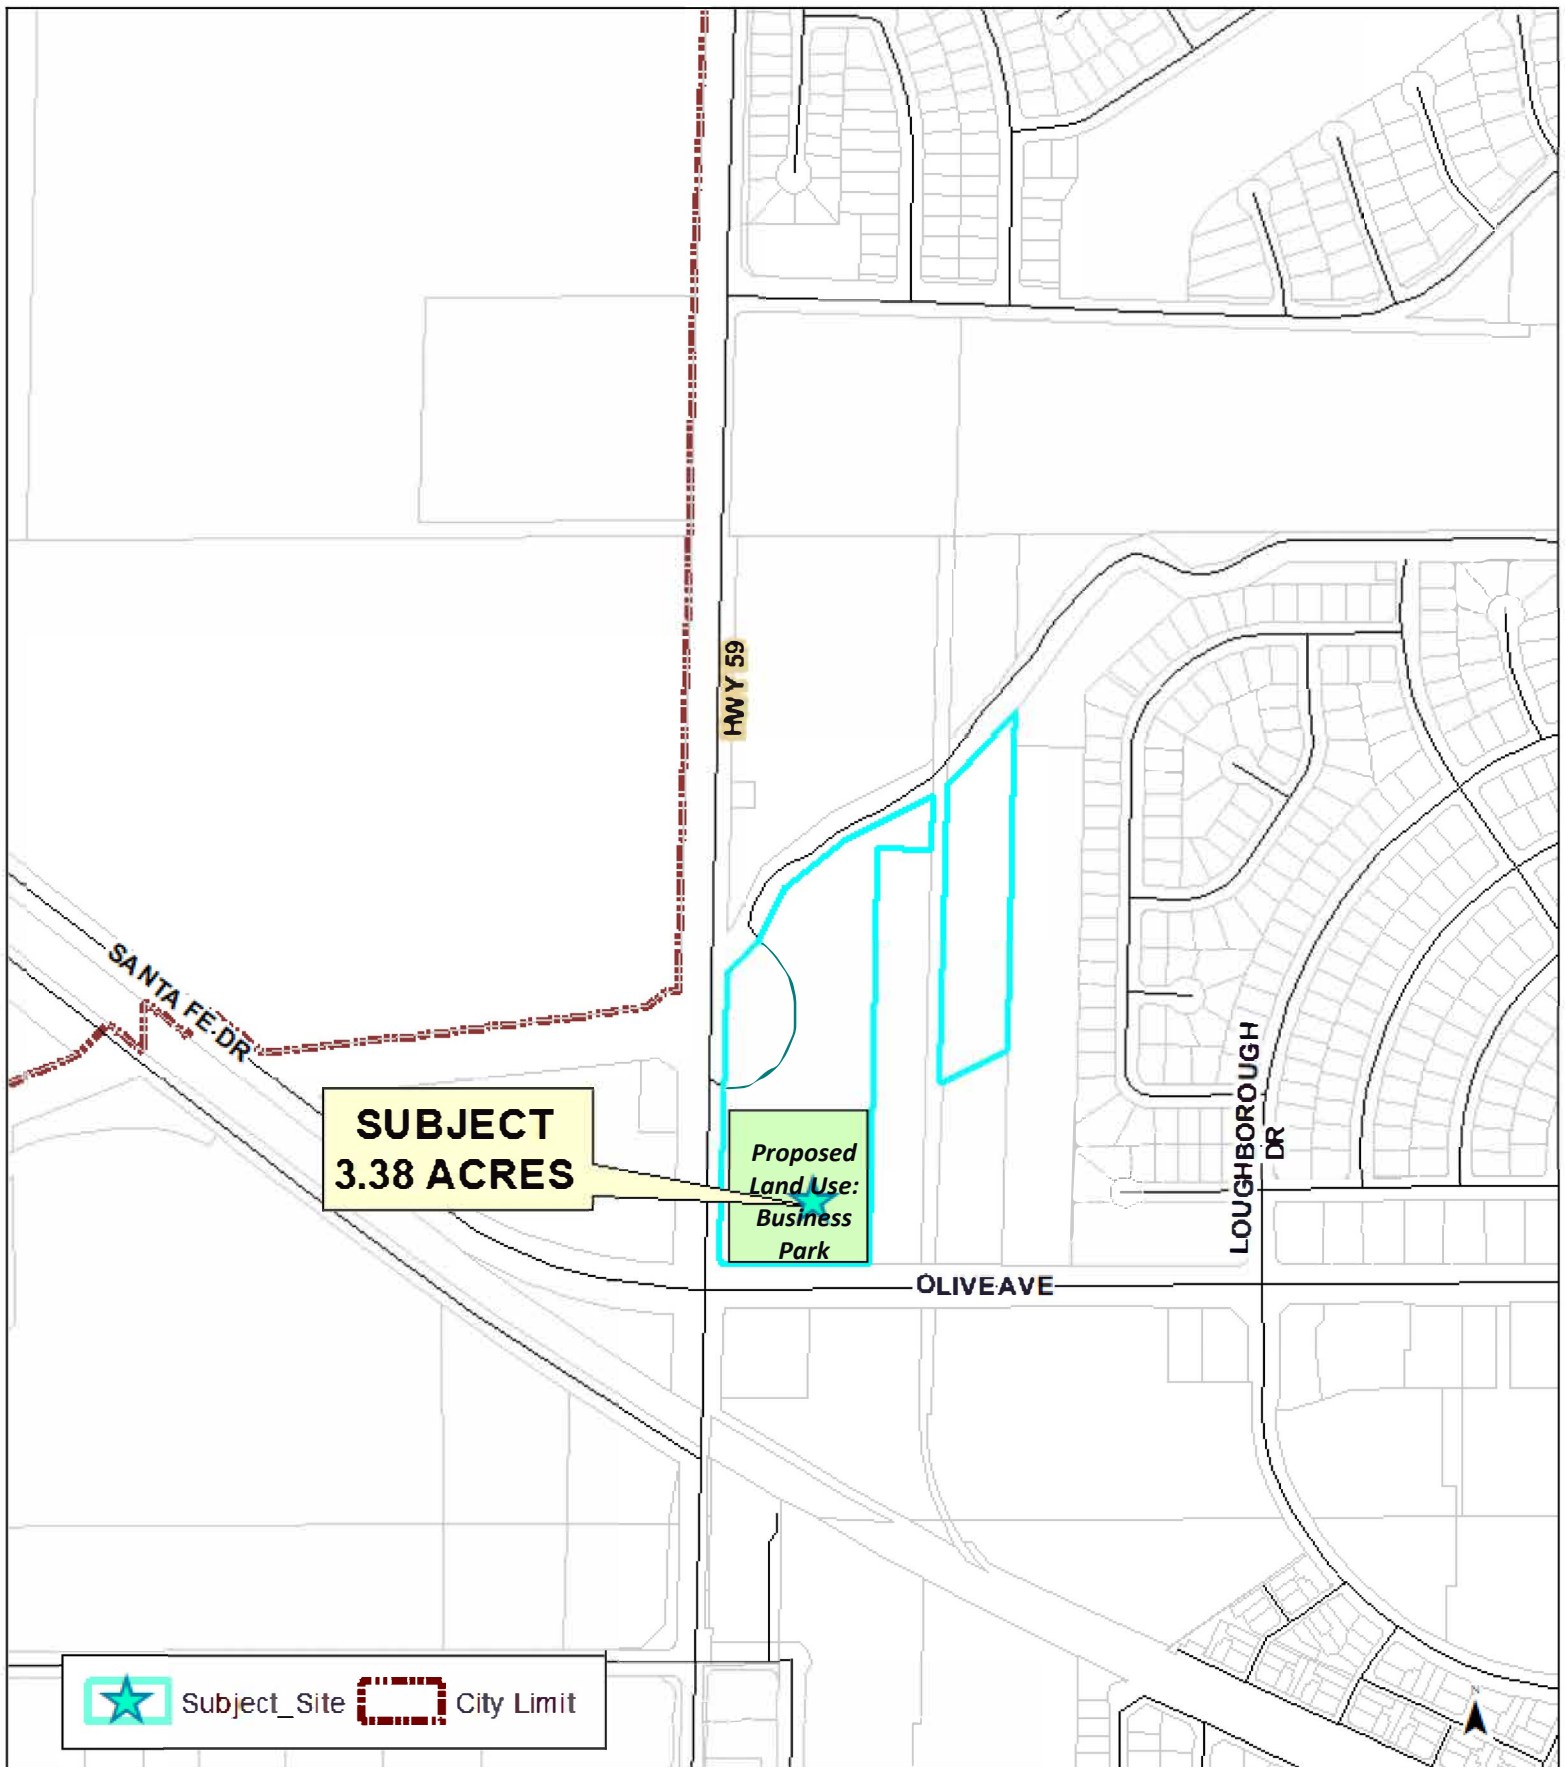 HWY 59
SANTA FE DR
SUBJECT
3.38 ACRES
Proposed
Land Use:
Business
Park
LOUGHBOROUGH
DR
OLIVE AVE
Subject_Site
City Limit
N